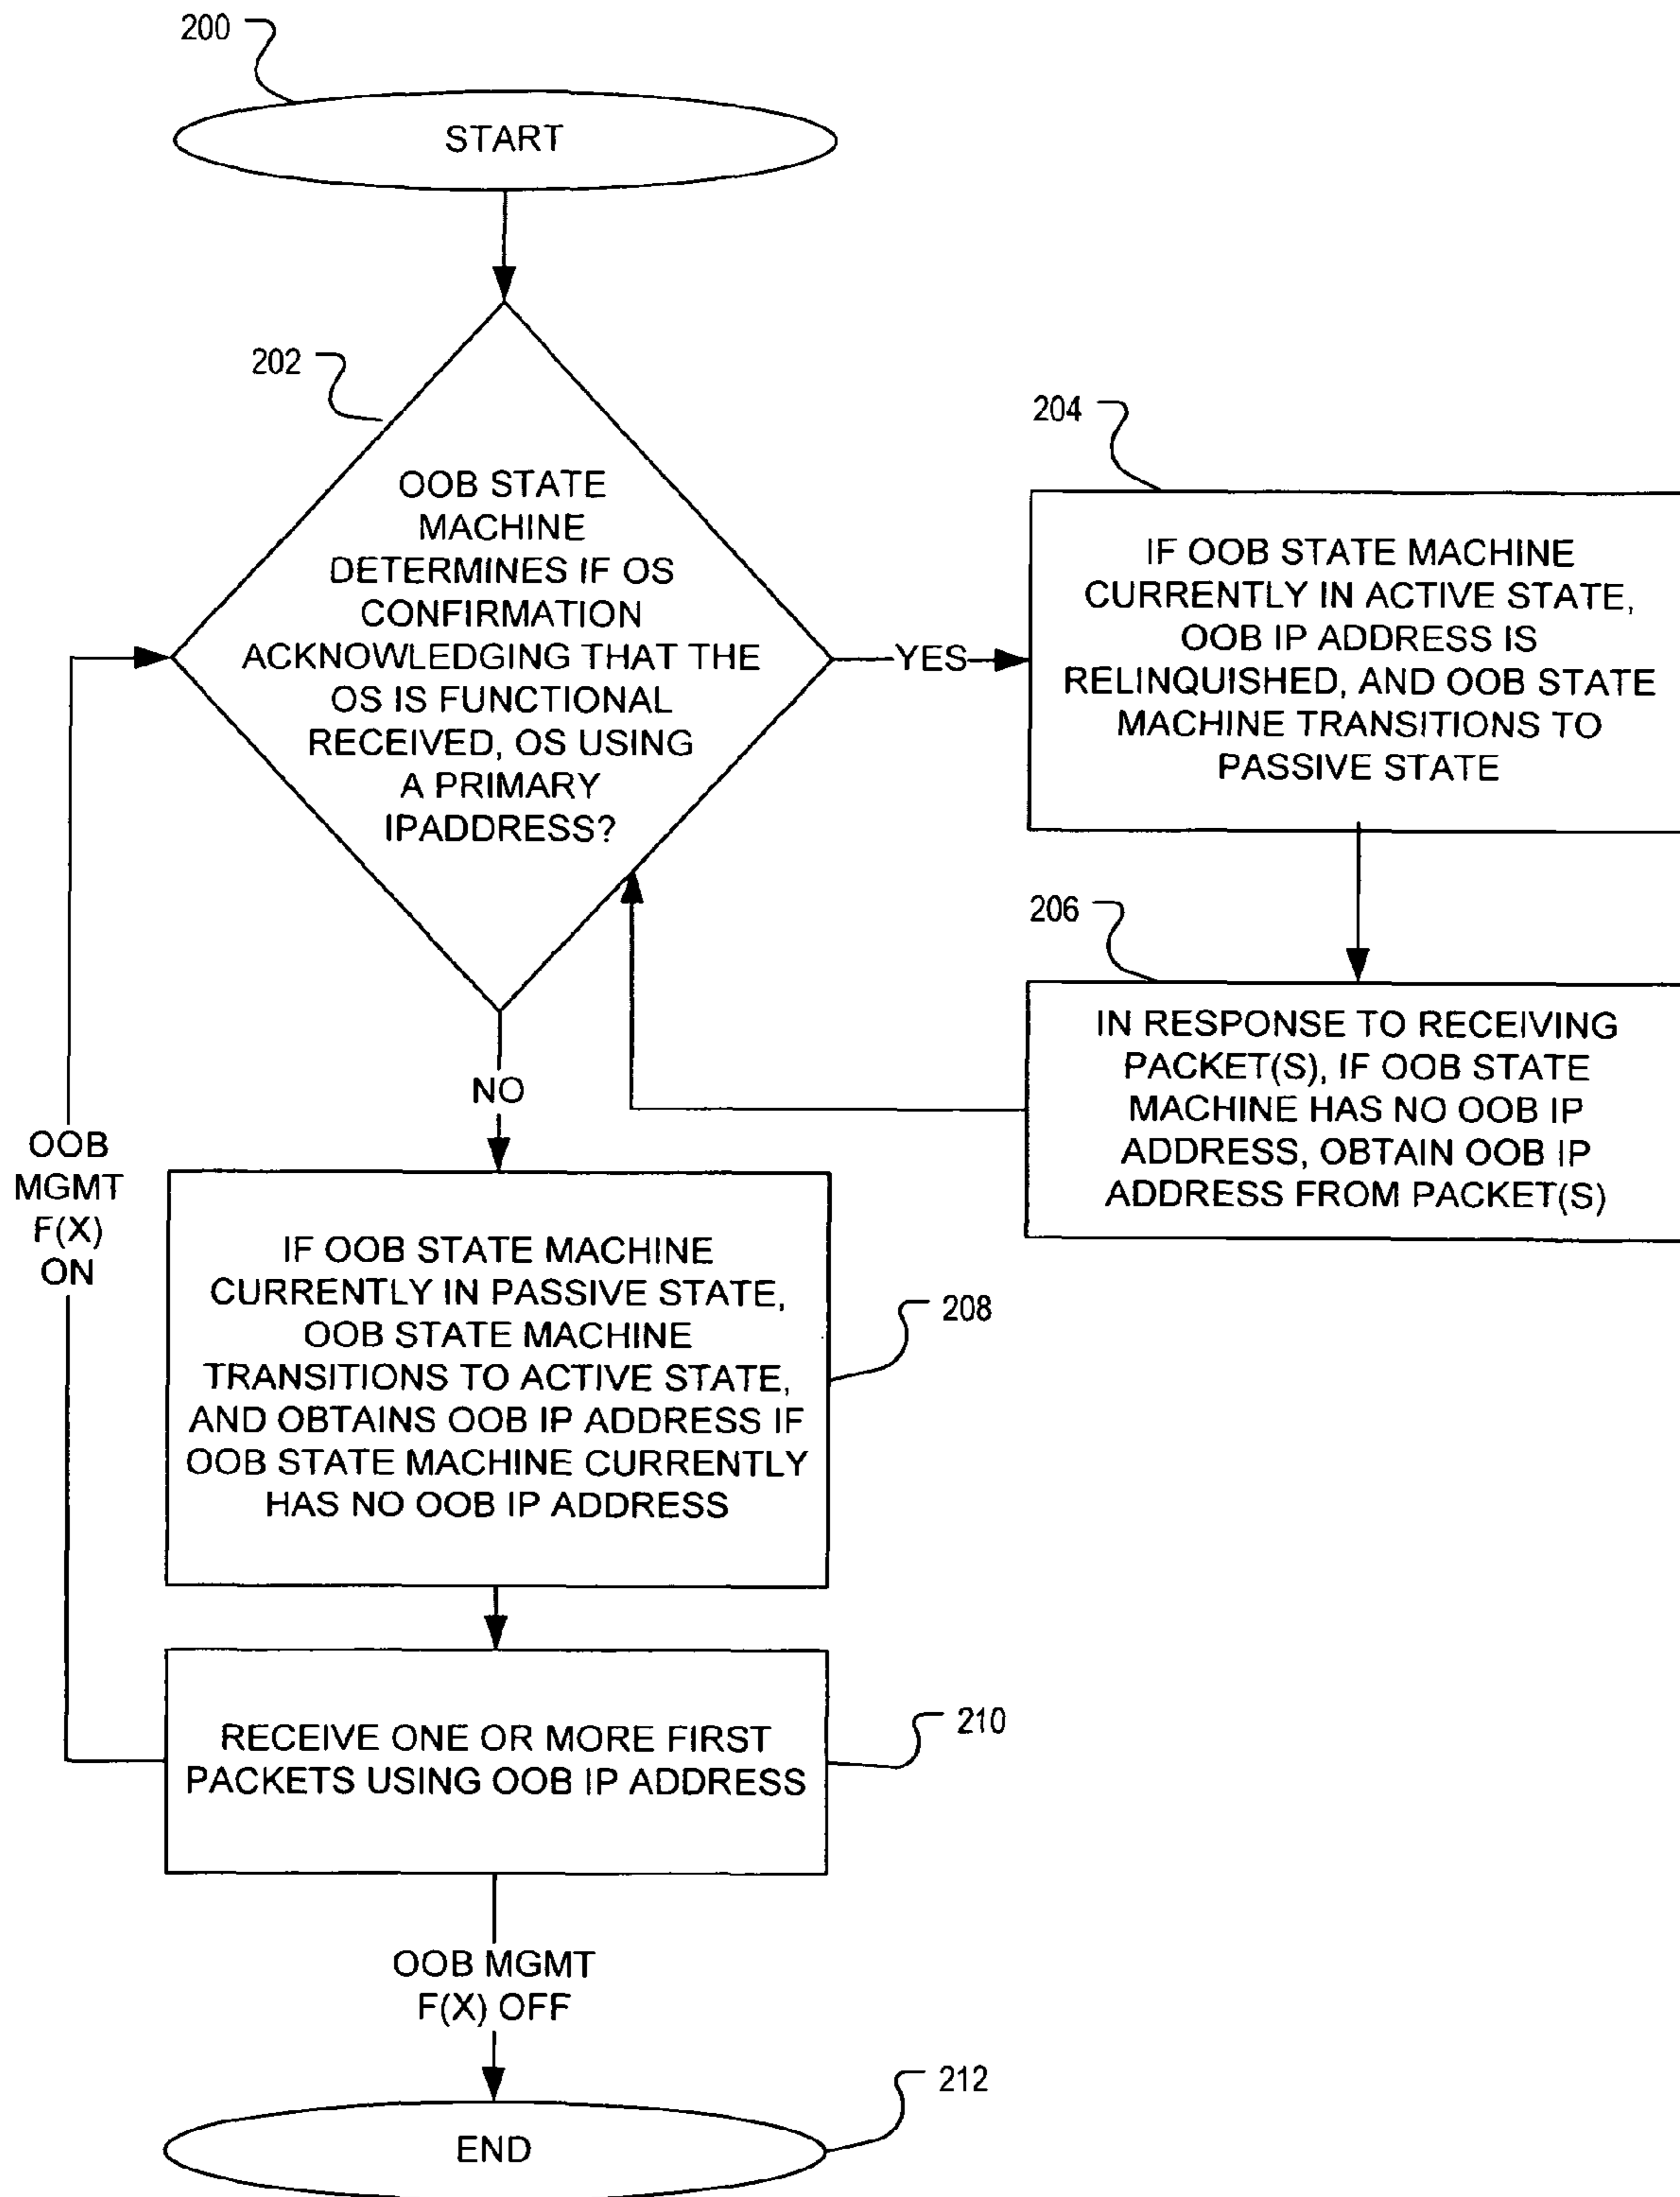 200
START
202
OOB STATE
MACHINE
DETERMINES IF OS
CONFIRMATION
ACKNOWLEDGING THAT THE
OS IS FUNCTIONAL
RECEIVED, OS USING
A PRIMARY
IPADDRESS?
YES
204
IF OOB STATE MACHINE
CURRENTLY IN ACTIVE STATE,
OOB IP ADDRESS IS
RELINQUISHED, AND OOB STATE
MACHINE TRANSITIONS TO
PASSIVE STATE
206
IN RESPONSE TO RECEIVING
PACKET(S), IF OOB STATE
MACHINE HAS NO OOB IP
ADDRESS, OBTAIN OOB IP
ADDRESS FROM PACKET(S)
NO
OOB
MGMT
F(X)
ON
IF OOB STATE MACHINE
CURRENTLY IN PASSIVE STATE,
OOB STATE MACHINE
TRANSITIONS TO ACTIVE STATE,
AND OBTAINS OOB IP ADDRESS IF
OOB STATE MACHINE CURRENTLY
HAS NO OOB IP ADDRESS
208
RECEIVE ONE OR MORE FIRST
PACKETS USING OOB IP ADDRESS
210
OOB MGMT
F(X) OFF
212
END